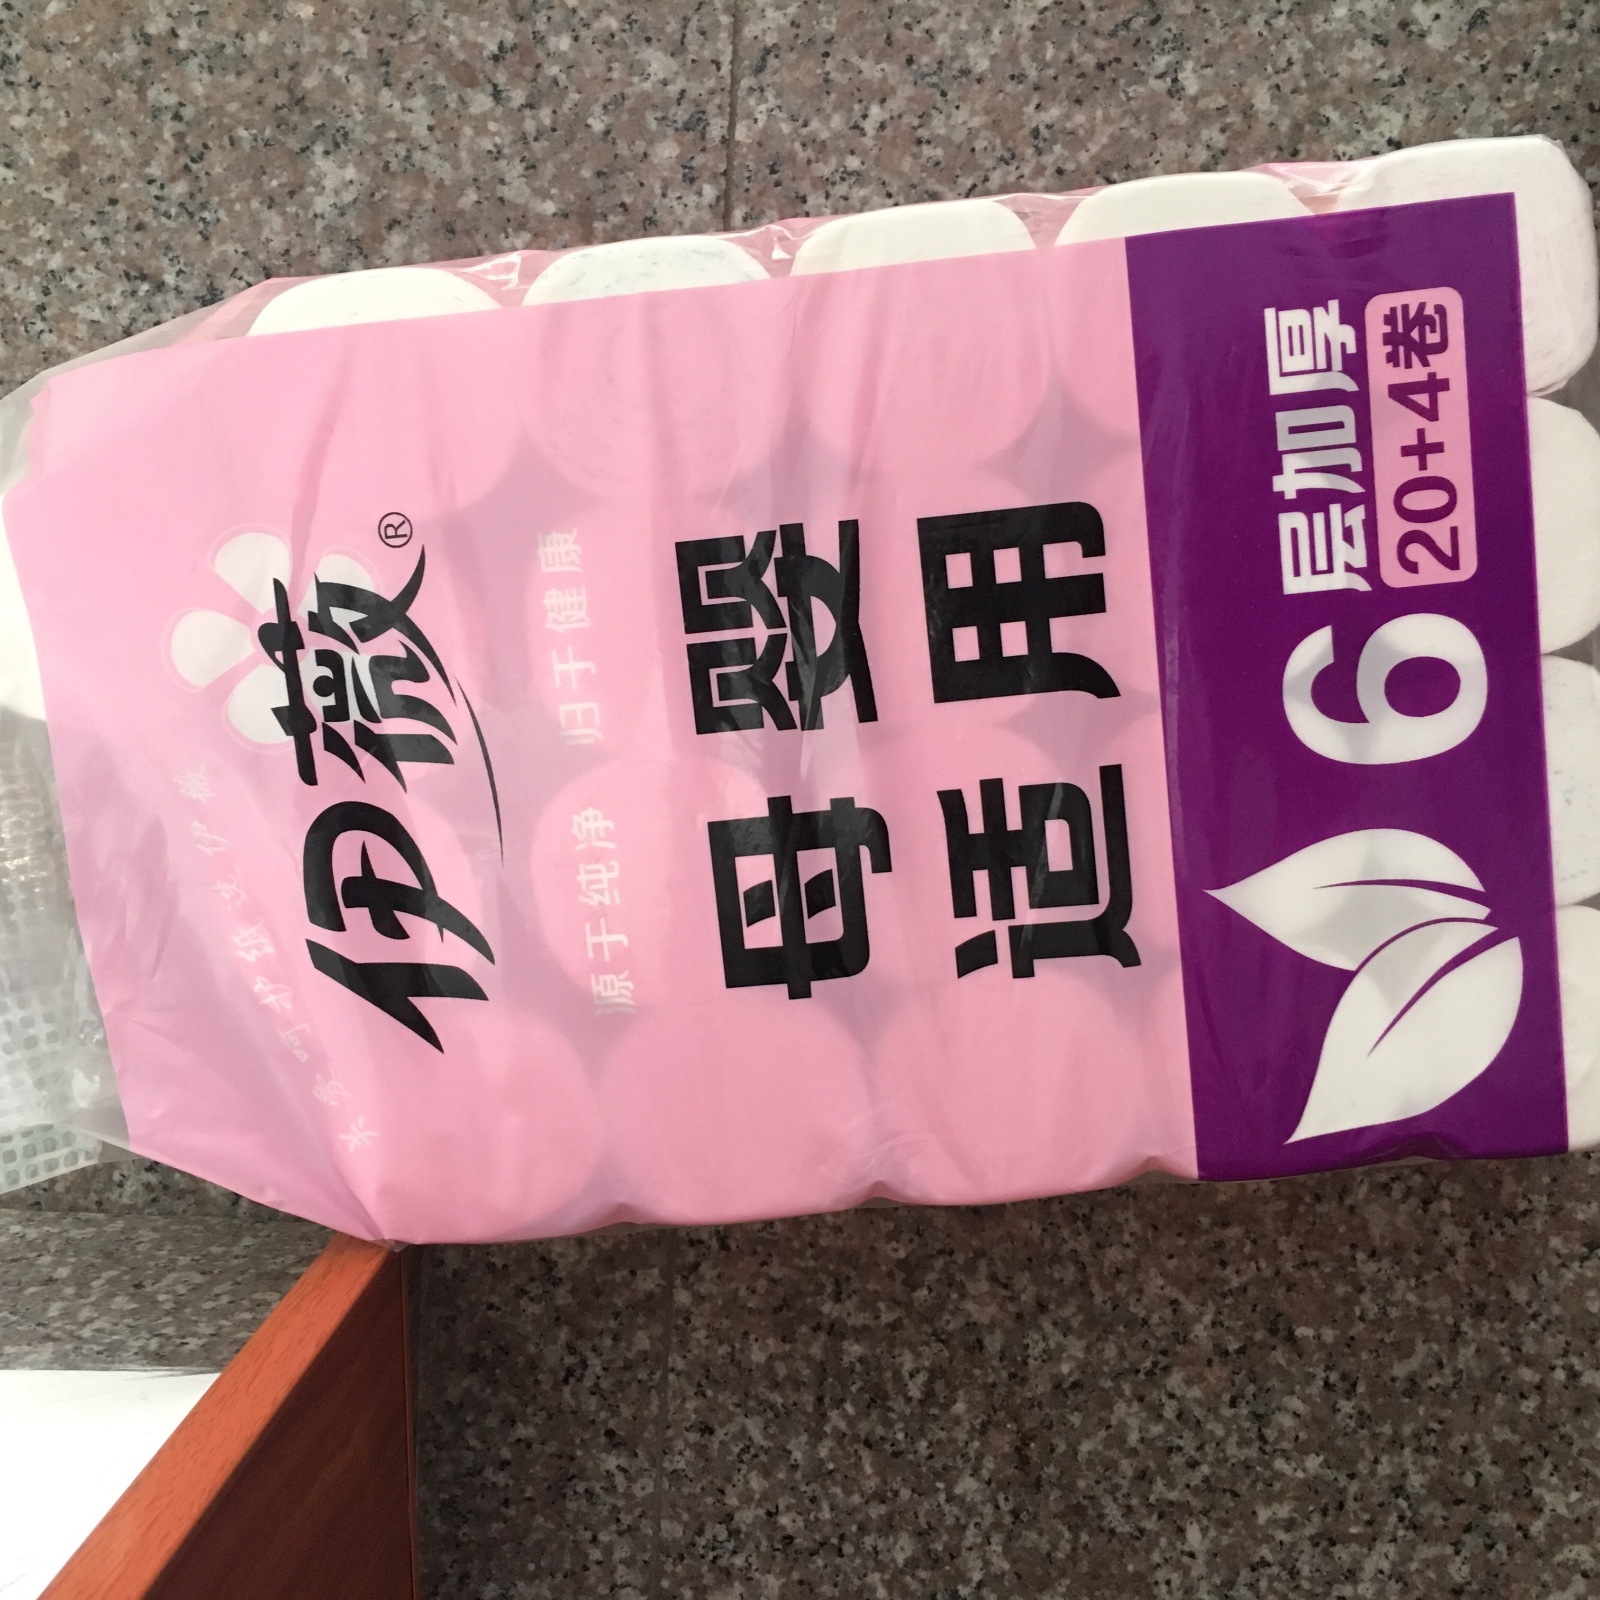 伊薇®
源于纯净 归于健康
母婴
适用
6层加厚
20+4卷